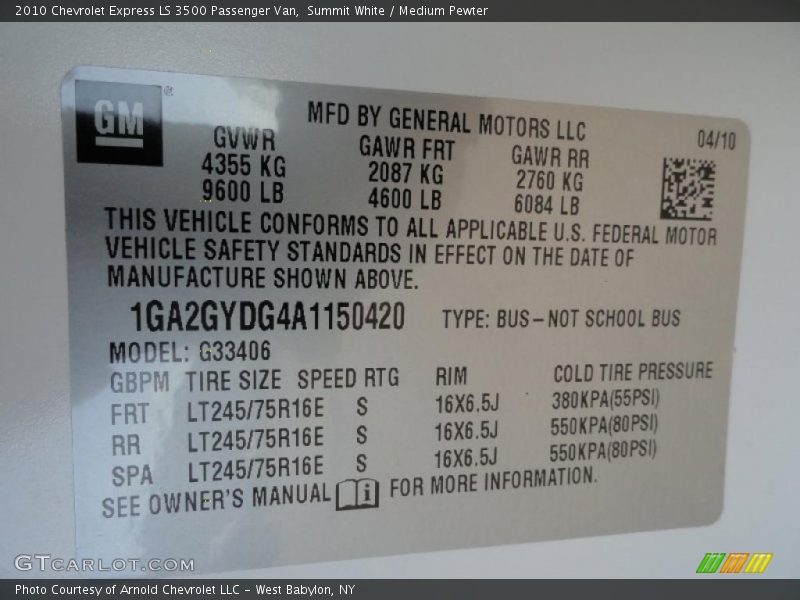 2010 Chevrolet Express LS 3500 Passenger Van,  Summit White / Medium Pewter
GM®
MFD BY GENERAL MOTORS LLC
04/10
GVWR GAWR FRT GAWR RR
4355 KG 2087 KG 2760 KG
9600 LB 4600 LB 6084 LB
THIS VEHICLE CONFORMS TO ALL APPLICABLE U.S. FEDERAL MOTOR
VEHICLE SAFETY STANDARDS IN EFFECT ON THE DATE OF
MANUFACTURE SHOWN ABOVE.
1GA2GYDG4A1150420 TYPE: BUS–NOT SCHOOL BUS
MODEL: G33406
GBPM TIRE SIZE SPEED RTG RIM COLD TIRE PRESSURE
FRT LT245/75R16E S 16X6.5J 380KPA(55PSI)
RR LT245/75R16E S 16X6.5J 550KPA(80PSI)
SPA LT245/75R16E S 16X6.5J 550KPA(80PSI)
SEE OWNER'S MANUAL i FOR MORE INFORMATION.
GTCARLOT.COM
Photo Courtesy of Arnold Chevrolet LLC - West Babylon, NY